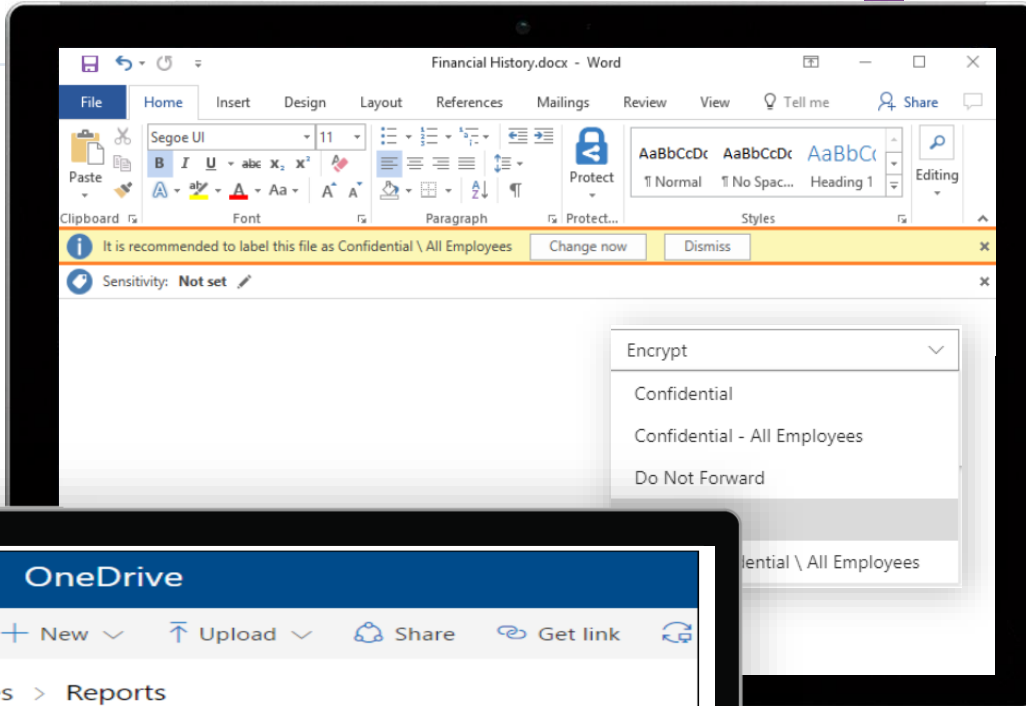 Financial History.docx - Word
File Home Insert Design Layout References Mailings Review View Tell me Share
Segoe UI 11
Paste
B I U abc X₂ X² Protect AaBbCcDc AaBbCcDc AaBbC Editing
A aby A Aa A A ¶ ¶ Normal ¶ No Spac... Heading 1
Clipboard Font Paragraph Protect... Styles
It is recommended to label this file as Confidential \ All Employees Change now Dismiss
Sensitivity: Not set
Encrypt
Confidential
Confidential - All Employees
Do Not Forward
\ All Employees
OneDrive
New Upload Share Get link
> Reports